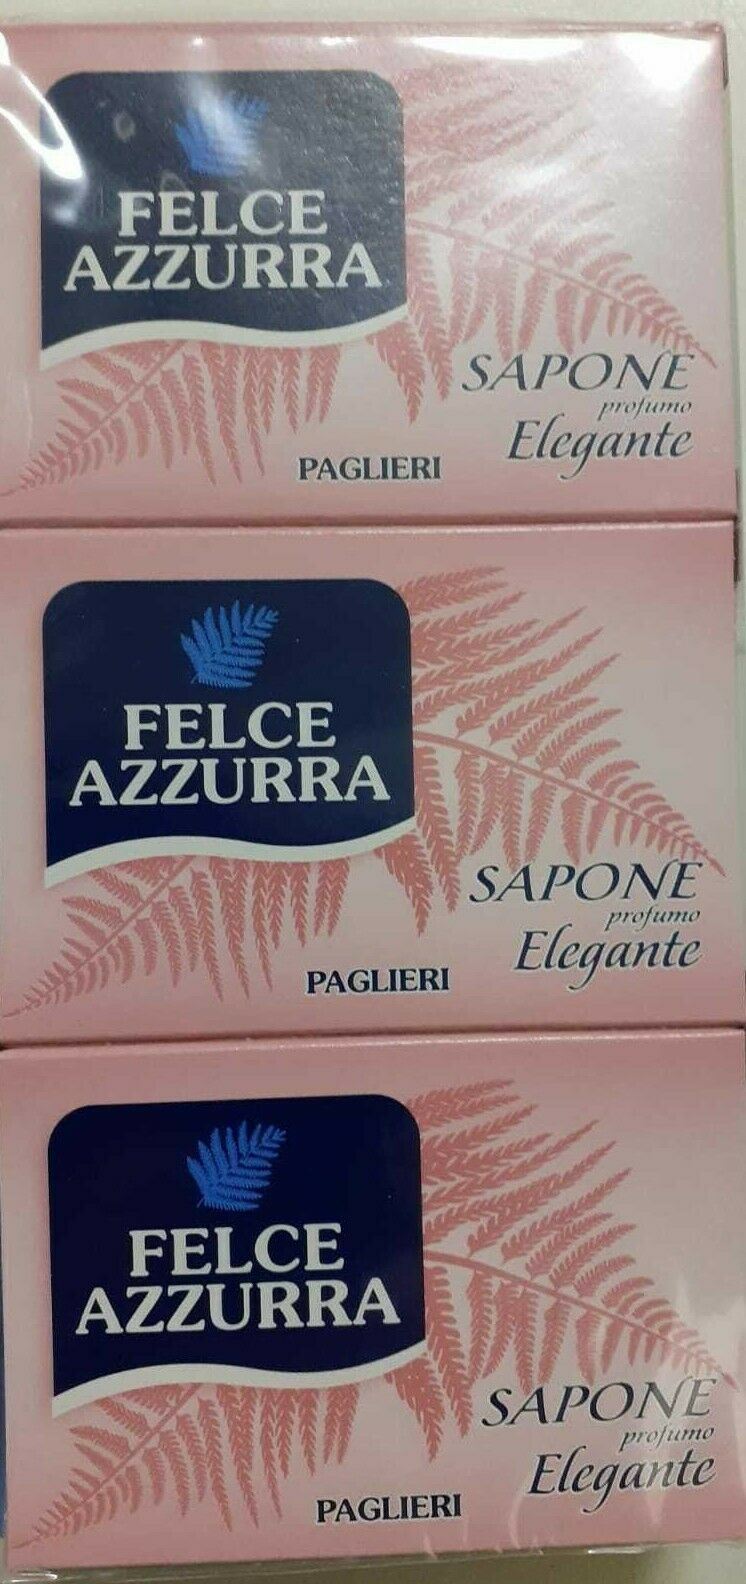 FELCE
AZZURRA
SAPONE
profumo
Elegante
PAGLIERI
FELCE
AZZURRA
SAPONE
profumo
Elegante
PAGLIERI
FELCE
AZZURRA
SAPONE
profumo
Elegante
PAGLIERI